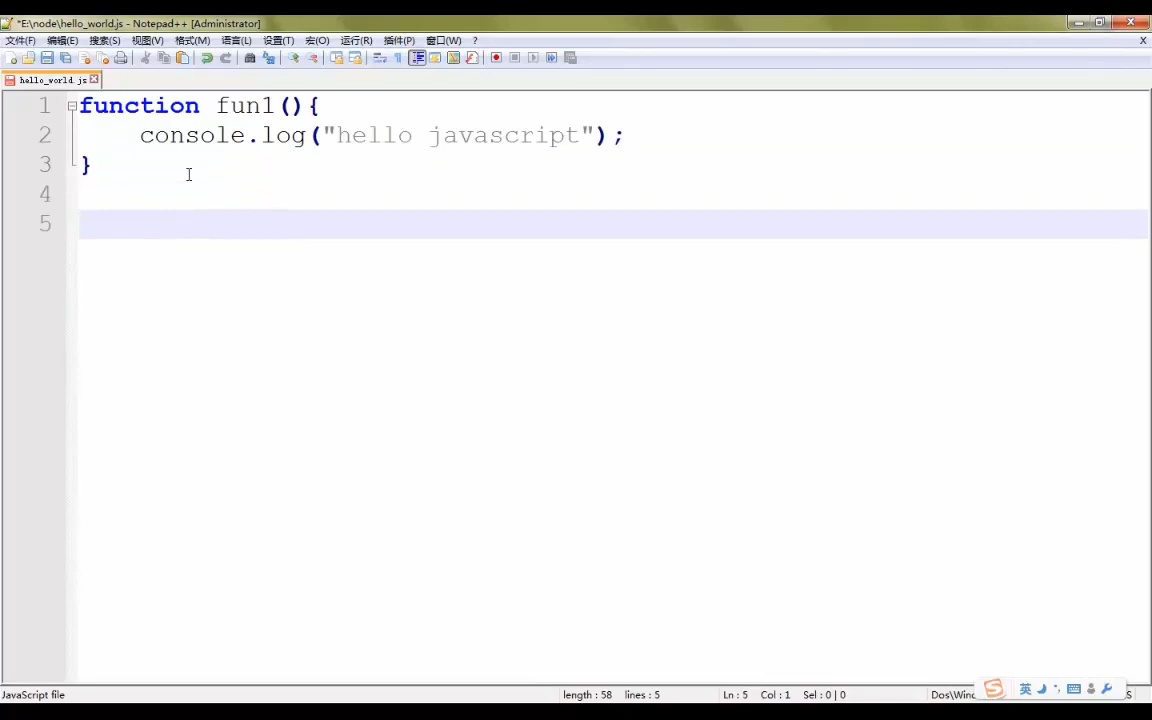 *E:\node\hello_world.js - Notepad++ [Administrator]
文件(F) 编辑(E) 搜索(S) 视图(V) 格式(M) 语言(L) 设置(T) 宏(O) 运行(R) 插件(P) 窗口(W) ? X
hello_world.js
1 function fun1(){
2 console.log("hello javascript");
3 }
4
5
英
JavaScript file length : 58 lines : 5 Ln : 5 Col : 1 Sel : 0 | 0